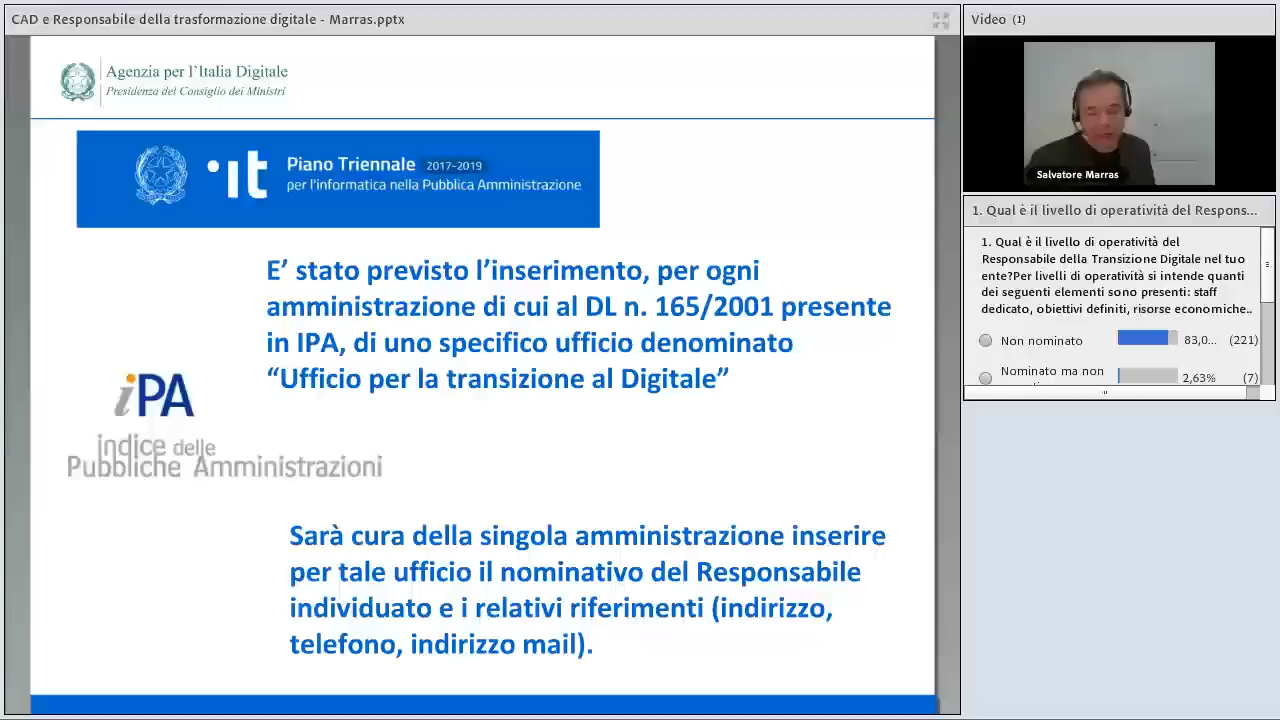 CAD e Responsabile della trasformazione digitale - Marras.pptx
Agenzia per l'Italia Digitale
Presidenza del Consiglio dei Ministri
it
Piano Triennale 2017-2019
per l'informatica nella Pubblica Amministrazione
E' stato previsto l'inserimento, per ogni
amministrazione di cui al DL n. 165/2001 presente
in IPA, di uno specifico ufficio denominato
“Ufficio per la transizione al Digitale”
iPA
indice delle
Pubbliche Amministrazioni
Sarà cura della singola amministrazione inserire
per tale ufficio il nominativo del Responsabile
individuato e i relativi riferimenti (indirizzo,
telefono, indirizzo mail).
Video (1)
Salvatore Marras
1. Qual è il livello di operatività del Respons...
1. Qual è il livello di operatività del
Responsabile della Transizione Digitale nel tuo
ente?Per livelli di operatività si intende quanti
dei seguenti elementi sono presenti: staff
dedicato, obiettivi definiti, risorse economiche..
Non nominato 83,0... (221)
Nominato ma non 2,63% (7)